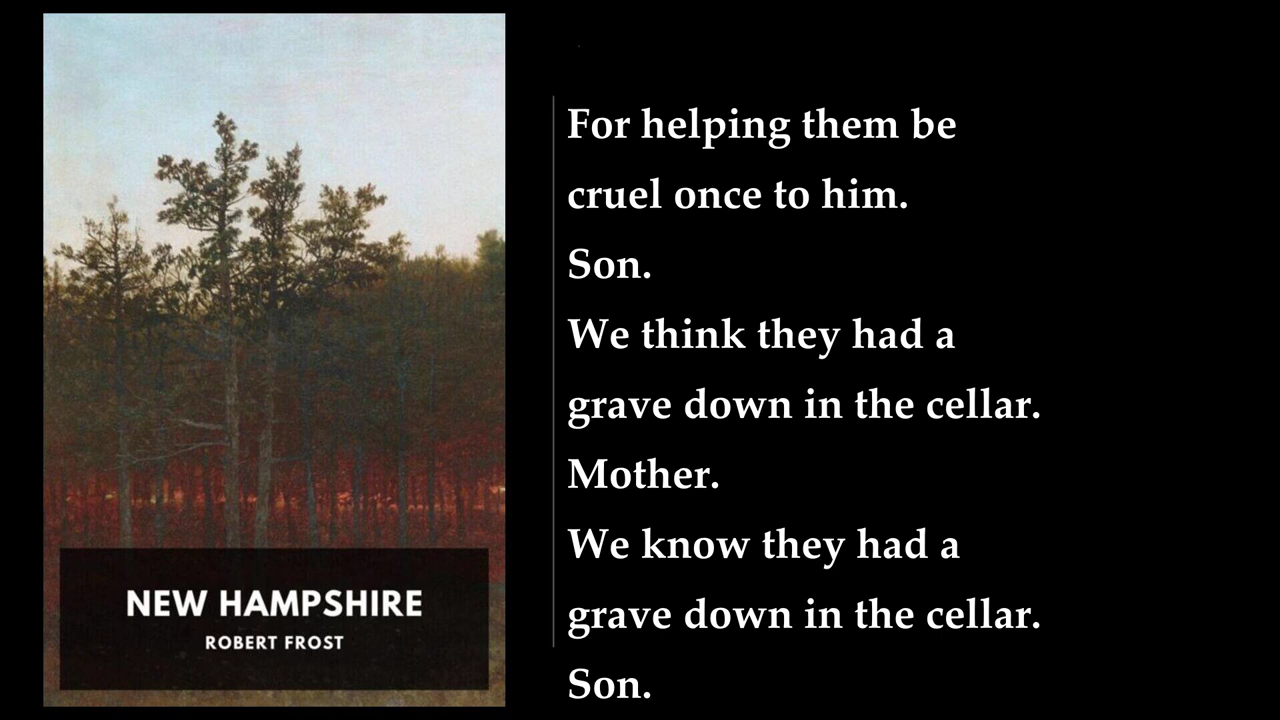 NEW HAMPSHIRE
ROBERT FROST
For helping them be
cruel once to him.
Son.
We think they had a
grave down in the cellar.
Mother.
We know they had a
grave down in the cellar.
Son.